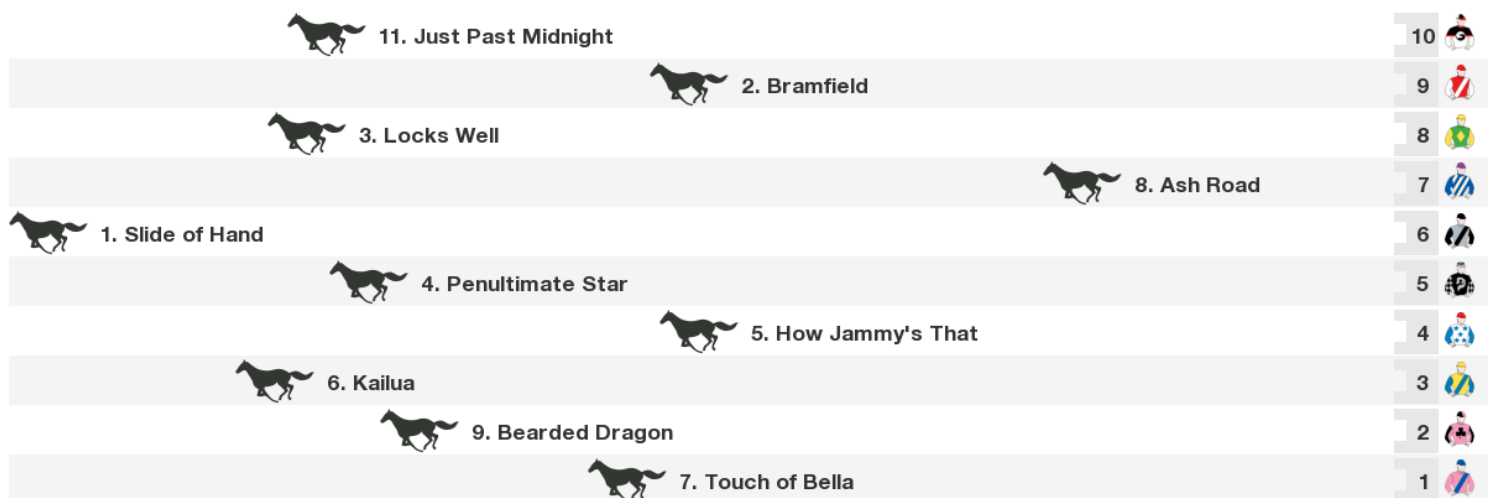 11. Just Past Midnight 10
2. Bramfield 9
3. Locks Well 8
8. Ash Road 7
1. Slide of Hand 6
4. Penultimate Star 5
5. How Jammy's That 4
6. Kailua 3
9. Bearded Dragon 2
7. Touch of Bella 1